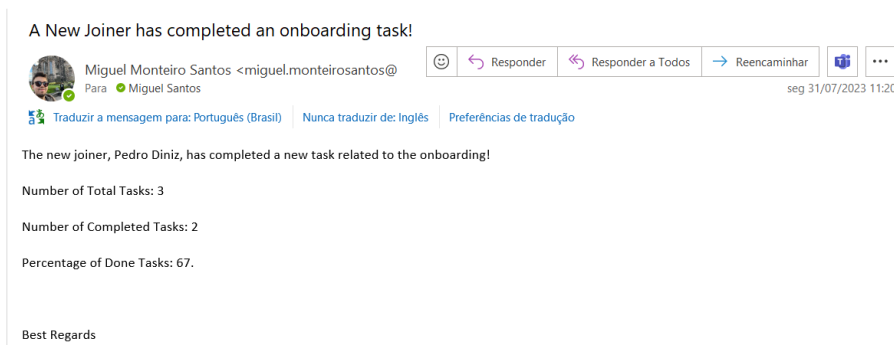 A New Joiner has completed an onboarding task!
Miguel Monteiro Santos <miguel.monteirosantos@
Responder
Responder a Todos
Reencaminhar
Para Miguel Santos
seg 31/07/2023 11:20
Traduzir a mensagem para: Português (Brasil)
Nunca traduzir de: Inglês
Preferências de tradução
The new joiner, Pedro Diniz, has completed a new task related to the onboarding!
Number of Total Tasks: 3
Number of Completed Tasks: 2
Percentage of Done Tasks: 67.
Best Regards